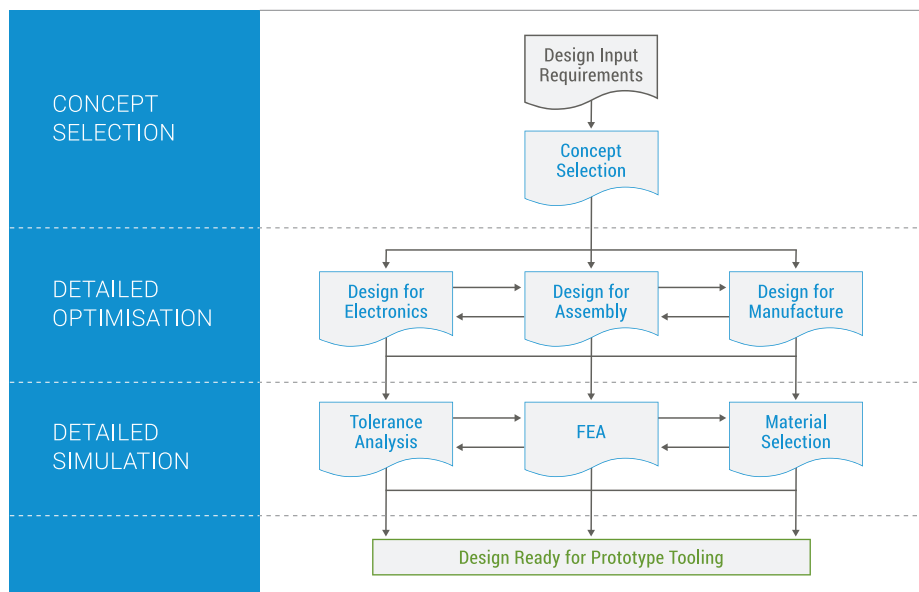 CONCEPT
SELECTION
Design Input
Requirements
Concept
Selection
DETAILED
OPTIMISATION
Design for
Electronics
Design for
Assembly
Design for
Manufacture
DETAILED
SIMULATION
Tolerance
Analysis
FEA
Material
Selection
Design Ready for Prototype Tooling